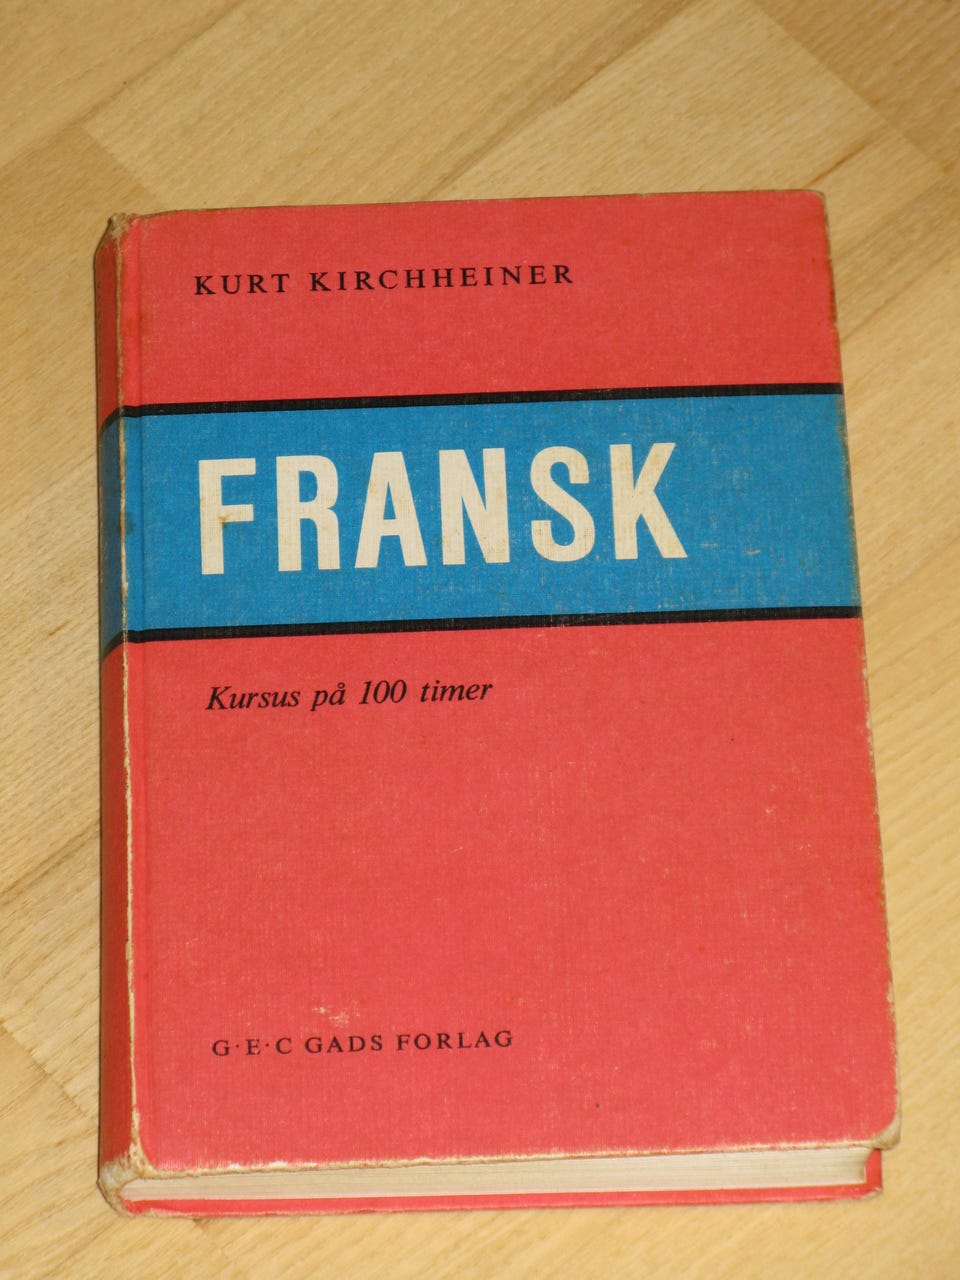 KURT KIRCHHEINER
FRANSK
Kursus på 100 timer
G·E·C GADS FORLAG